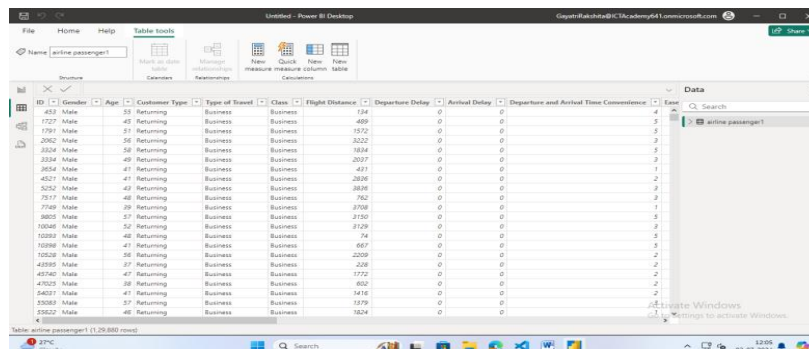 Untitled - Power BI Desktop
GayatriRakshita@ICTAcademy641.onmicrosoft.com
File Home Help Table tools
Share
Name airline passenger1
Mark as date table
Manage relationships
New measure Quick measure New column New table
Structure Calendars Relationships Calculations
Data
ID Gender Age Customer Type Type of Travel Class Flight Distance Departure Delay Arrival Delay Departure and Arrival Time Convenience Ease
Search
airline passenger1
453 Male 55 Returning Business Business 134 0 0 4
1727 Male 45 Returning Business Business 489 0 0 5
1791 Male 51 Returning Business Business 1572 0 0 5
2062 Male 56 Returning Business Business 3222 0 0 3
3324 Male 58 Returning Business Business 1834 0 0 5
3334 Male 49 Returning Business Business 2037 0 0 3
3654 Male 41 Returning Business Business 431 0 0 1
4521 Male 41 Returning Business Business 2836 0 0 2
5252 Male 43 Returning Business Business 3836 0 0 3
7517 Male 48 Returning Business Business 762 0 0 3
7749 Male 39 Returning Business Business 3708 0 0 1
9805 Male 57 Returning Business Business 3150 0 0 5
10046 Male 52 Returning Business Business 3129 0 0 3
10393 Male 48 Returning Business Business 74 0 0 5
10398 Male 41 Returning Business Business 667 0 0 5
10528 Male 56 Returning Business Business 2209 0 0 2
43595 Male 37 Returning Business Business 228 0 0 2
45740 Male 47 Returning Business Business 1772 0 0 2
47025 Male 38 Returning Business Business 602 0 0 2
54031 Male 41 Returning Business Business 1416 0 0 2
55083 Male 57 Returning Business Business 1379 0 0
55822 Male 46 Returning Business Business 1824 0 0 1
Activate Windows
Go to Settings to activate Windows.
Table: airline passenger1 (1,29,880 rows)
27°C
Search
12:05